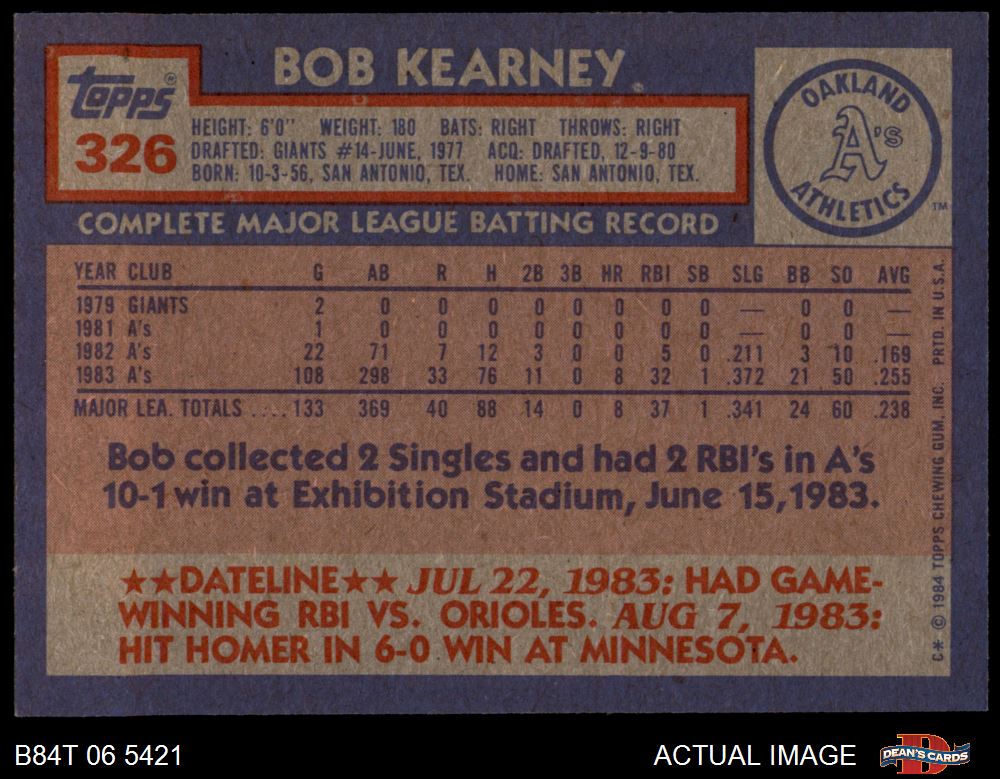 BOB KEARNEY
Topps®
326
HEIGHT: 6'0" WEIGHT: 180 BATS: RIGHT THROWS: RIGHT
DRAFTED: GIANTS #14-JUNE, 1977 ACQ: DRAFTED, 12-9-80
BORN: 10-3-56, SAN ANTONIO, TEX. HOME: SAN ANTONIO, TEX.
OAKLAND
A's
ATHLETICS
TM
COMPLETE MAJOR LEAGUE BATTING RECORD
YEAR CLUB G AB R H 2B 3B HR RBI SB SLG BB SO AVG
1979 GIANTS 2 0 0 0 0 0 0 0 0 — 0 0 —
1981 A's 1 0 0 0 0 0 0 0 0 — 0 0 —
1982 A's 22 71 7 12 3 0 0 5 0 .211 3 10 .169
1983 A's 108 298 33 76 11 0 8 32 1 .372 21 50 .255
MAJOR LEA. TOTALS ....133 369 40 88 14 0 8 37 1 .341 24 60 .238
Bob collected 2 Singles and had 2 RBI's in A's
10-1 win at Exhibition Stadium, June 15, 1983.
★★DATELINE★★ JUL 22, 1983: HAD GAME-
WINNING RBI VS. ORIOLES. AUG 7, 1983:
HIT HOMER IN 6-0 WIN AT MINNESOTA.
C* © 1984 TOPPS CHEWING GUM, INC. PRTD. IN U.S.A.
B84T 06 5421
ACTUAL IMAGE
DEAN'S CARDS